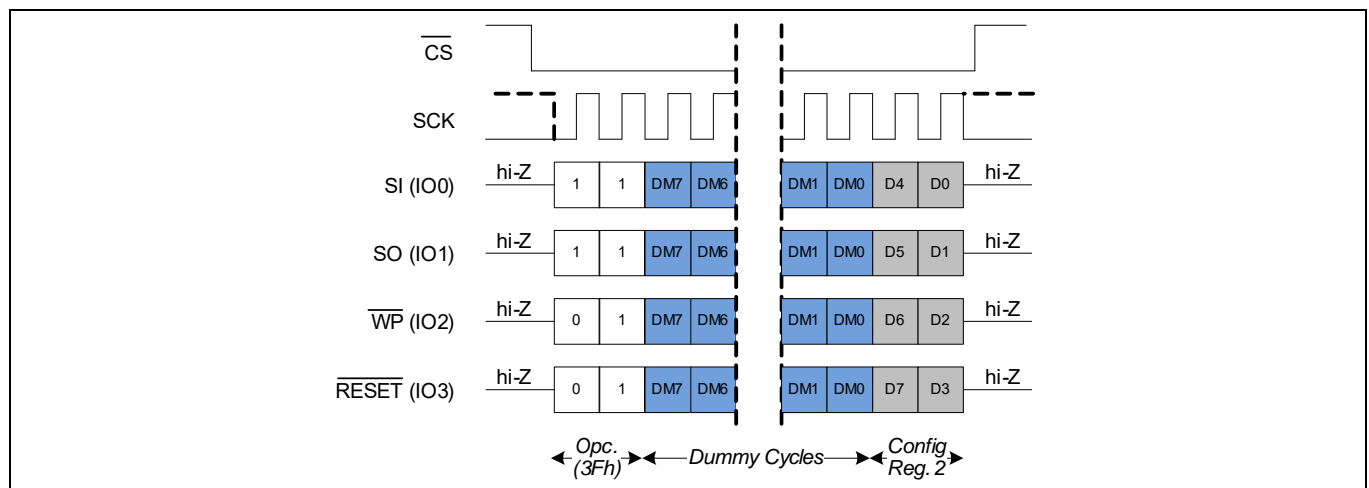 CS
SCK
SI (IO0) hi-Z 1 1 DM7 DM6 DM1 DM0 D4 D0 hi-Z
SO (IO1) hi-Z 1 1 DM7 DM6 DM1 DM0 D5 D1 hi-Z
WP (IO2) hi-Z 0 1 DM7 DM6 DM1 DM0 D6 D2 hi-Z
RESET (IO3) hi-Z 0 1 DM7 DM6 DM1 DM0 D7 D3 hi-Z
Opc.
(3Fh)
Dummy Cycles
Config
Reg. 2